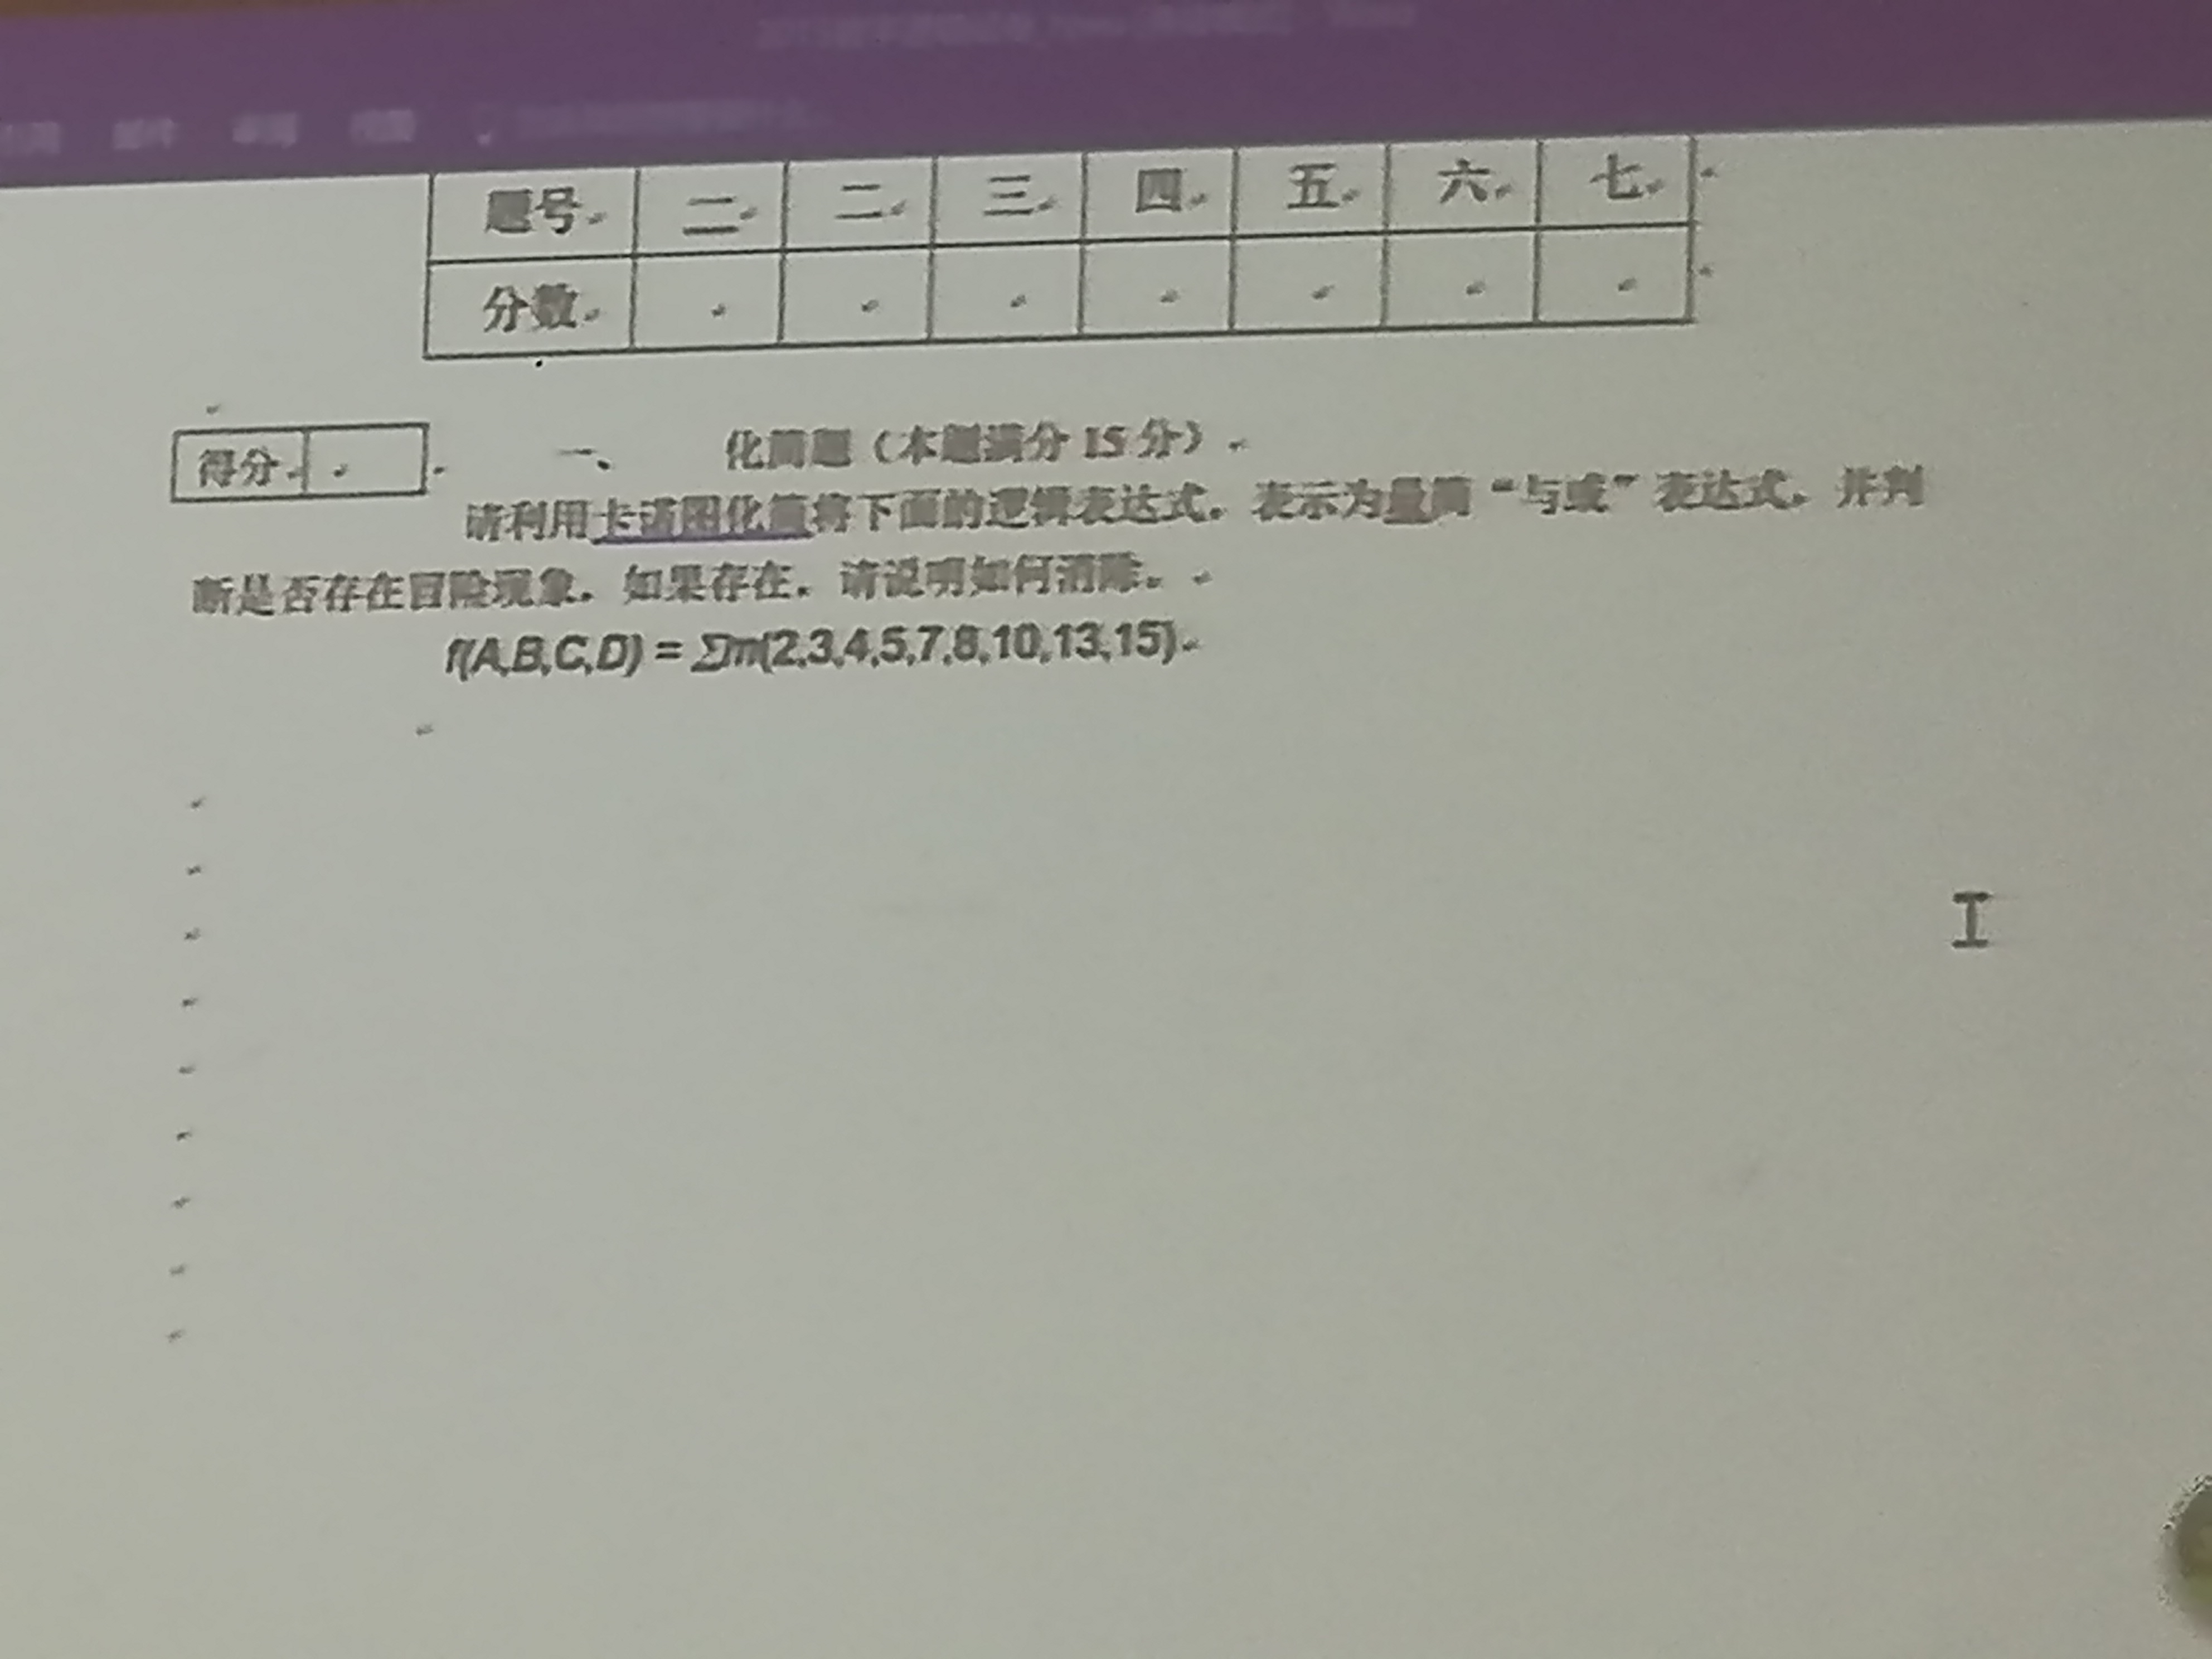 题号 二 二 三 四 五 六 七
分数
得分 一、 化简题（本题满分 15 分）
请利用卡诺图化简将下面的逻辑表达式，表示为最简“与或”表达式，并判
断是否存在冒险现象，如果存在，请说明如何消除。
f(A,B,C,D) = Σm(2,3,4,5,7,8,10,13,15)